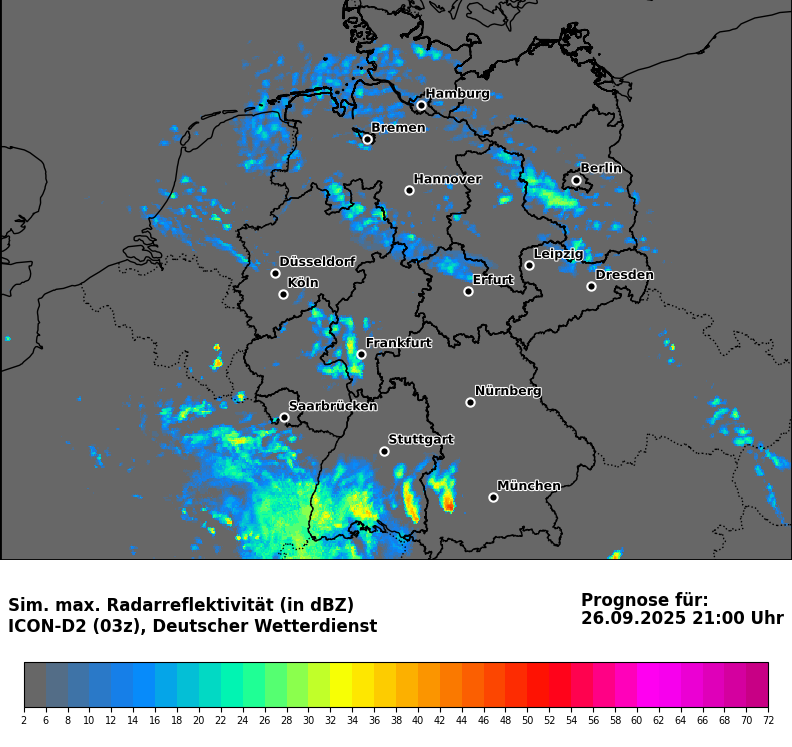 Hamburg
Bremen
Berlin
Hannover
Leipzig
Düsseldorf
Dresden
Köln
Erfurt
Frankfurt
Nürnberg
Saarbrücken
Stuttgart
München
Sim. max. Radarreflektivität (in dBZ)
ICON-D2 (03z), Deutscher Wetterdienst
Prognose für:
26.09.2025 21:00 Uhr
2 6 8 10 12 14 16 18 20 22 24 26 28 30 32 34 36 38 40 42 44 46 48 50 52 54 56 58 60 62 64 66 68 70 72